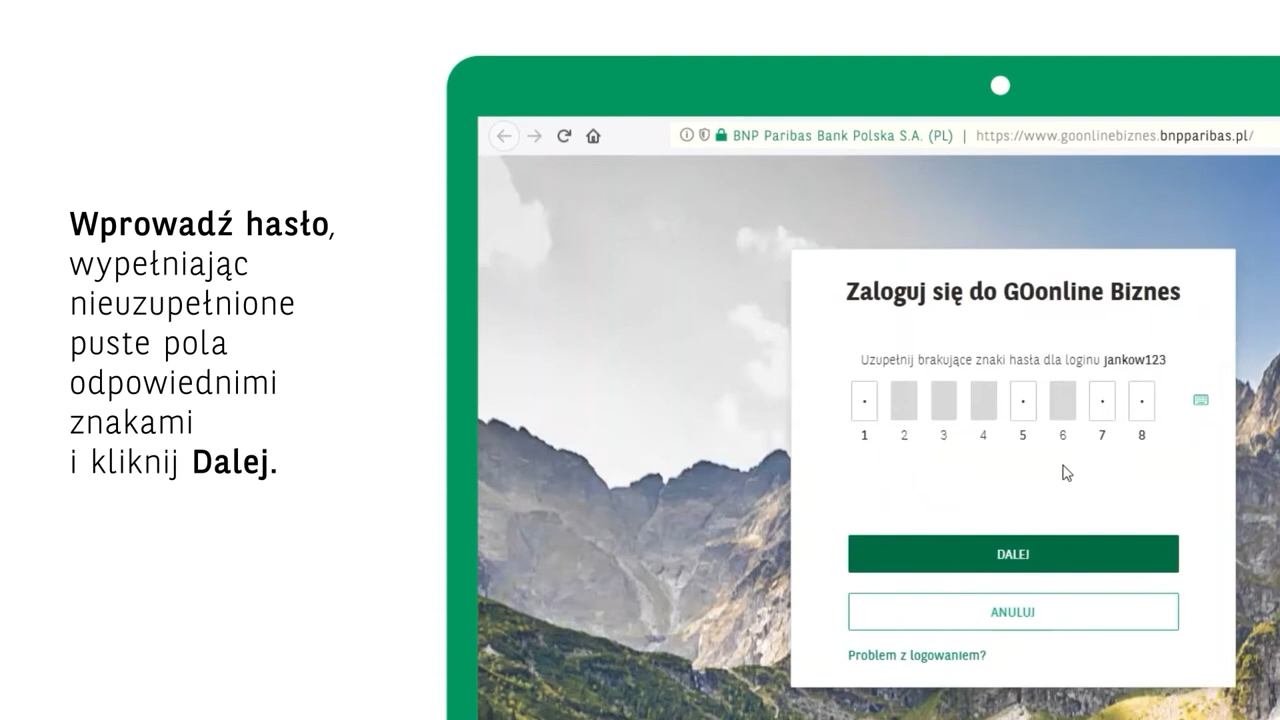 Wprowadź hasło,
wypełniając
nieuzupełnione
puste pola
odpowiednimi
znakami
i kliknij Dalej.
BNP Paribas Bank Polska S.A. (PL) | https://www.goonlinebiznes.bnpparibas.pl/
Zaloguj się do GOonline Biznes
Uzupełnij brakujące znaki hasła dla loginu jankow123
1 2 3 4 5 6 7 8
DALEJ
ANULUJ
Problem z logowaniem?